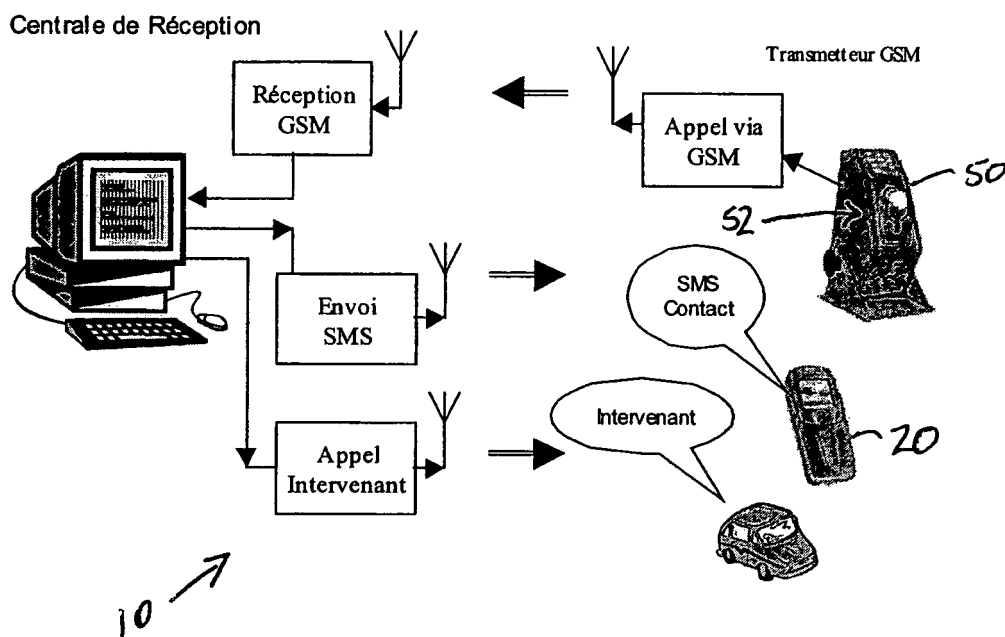 Centrale de Réception
Transmetteur GSM
Réception
GSM
Appel via
GSM
50
52
SMS
Contact
Envoi
SMS
Intervenant
20
Appel
Intervenant
10